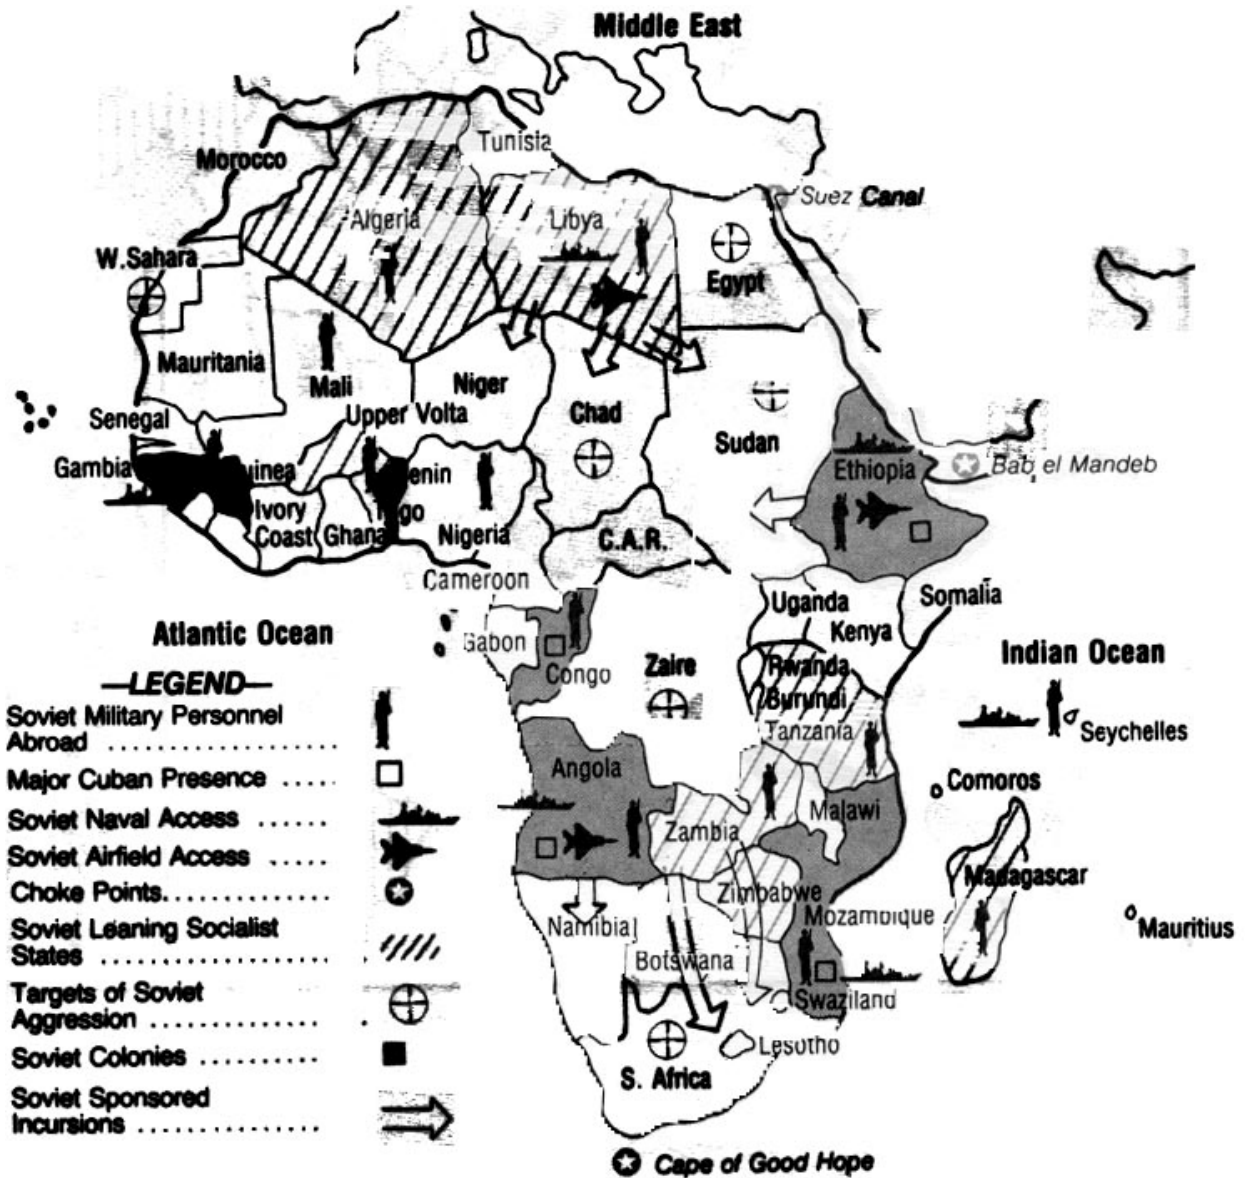 Middle East
Tunisia
Morocco
Suez Canal
Algeria
Libya
W. Sahara
Egypt
Mauritania
Mali
Niger
Chad
Senegal
Upper Volta
Sudan
Gambia
uinea
enin
Ethiopia
Bab el Mandeb
Ivory
Coast
Ghana
Togo
Nigeria
C.A.R.
Cameroon
Uganda
Somalia
Kenya
Atlantic Ocean
Gabon
Congo
Zaire
Rwanda
Burundi
Indian Ocean
Tanzania
Seychelles
Angola
Comoros
Malawi
Zambia
Zimbabwe
Madagascar
Mozambique
Mauritius
Namibia
Botswana
Swaziland
Lesotho
S. Africa
Cape of Good Hope
—LEGEND—
Soviet Military Personnel
Abroad ....................
Major Cuban Presence .....
Soviet Naval Access ......
Soviet Airfield Access .....
Choke Points..............
Soviet Leaning Socialist
States ....................
Targets of Soviet
Aggression ...............
Soviet Colonies ..........
Soviet Sponsored
Incursions ...............